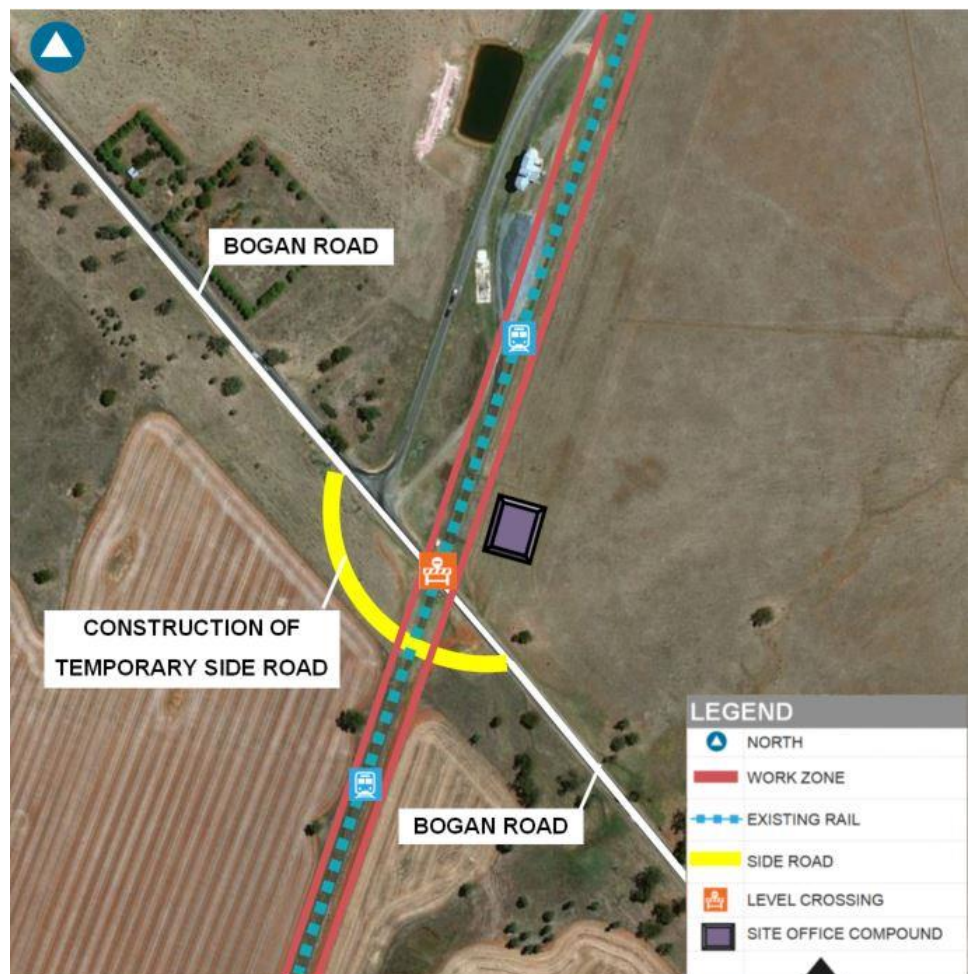 BOGAN ROAD
CONSTRUCTION OF
TEMPORARY SIDE ROAD
BOGAN ROAD
LEGEND
NORTH
WORK ZONE
EXISTING RAIL
SIDE ROAD
LEVEL CROSSING
SITE OFFICE COMPOUND